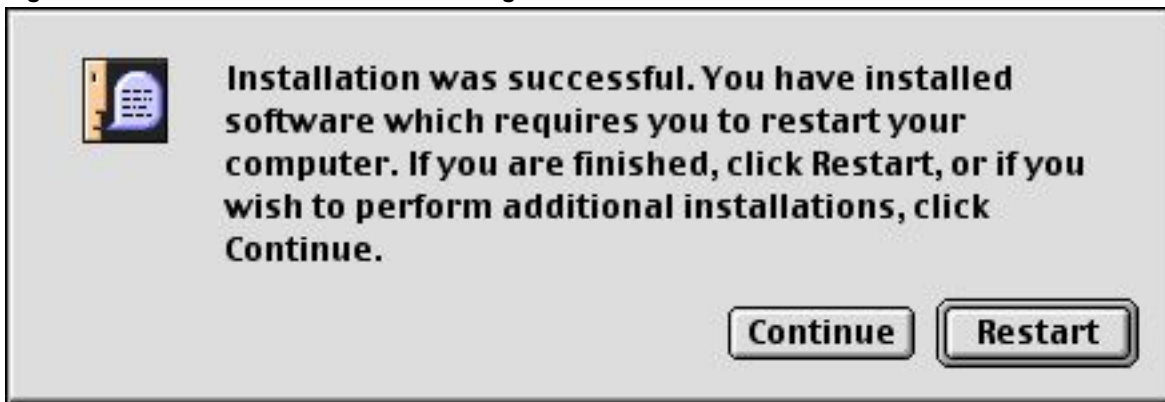 Installation was successful. You have installed
software which requires you to restart your
computer. If you are finished, click Restart, or if you
wish to perform additional installations, click
Continue.
Continue
Restart